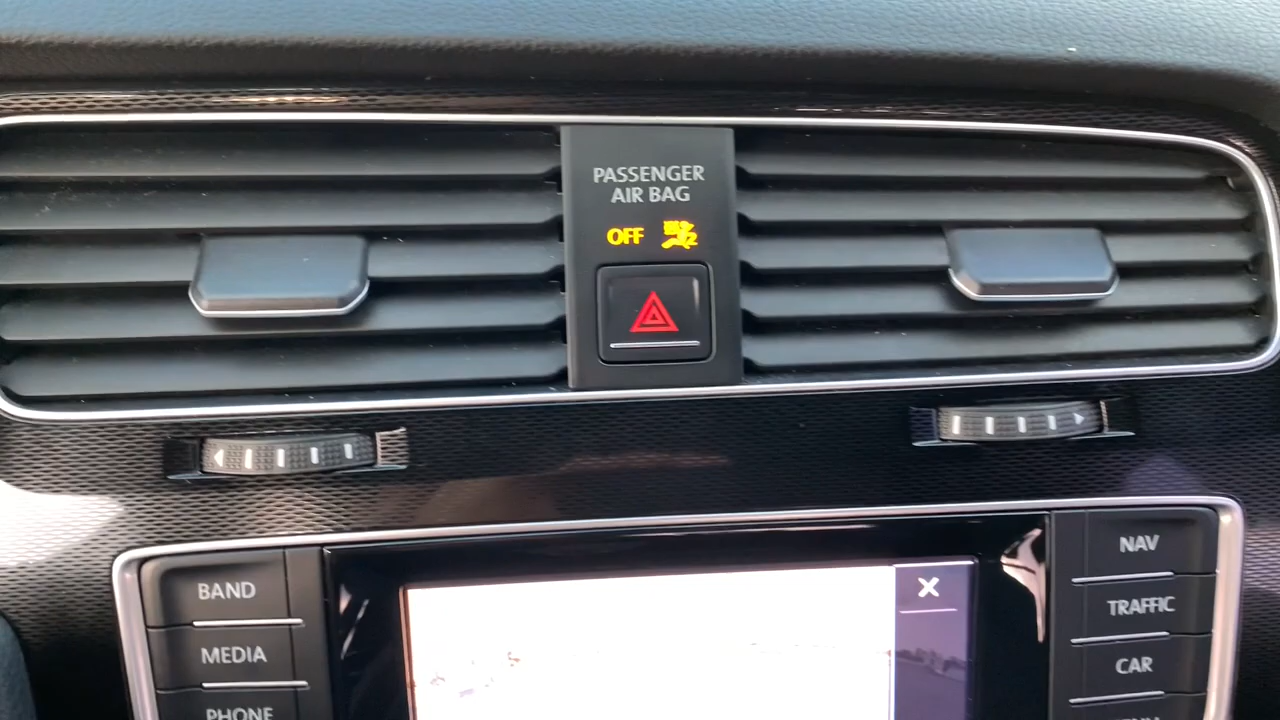 PASSENGER
AIR BAG
OFF
BAND
MEDIA
PHONE
NAV
TRAFFIC
CAR